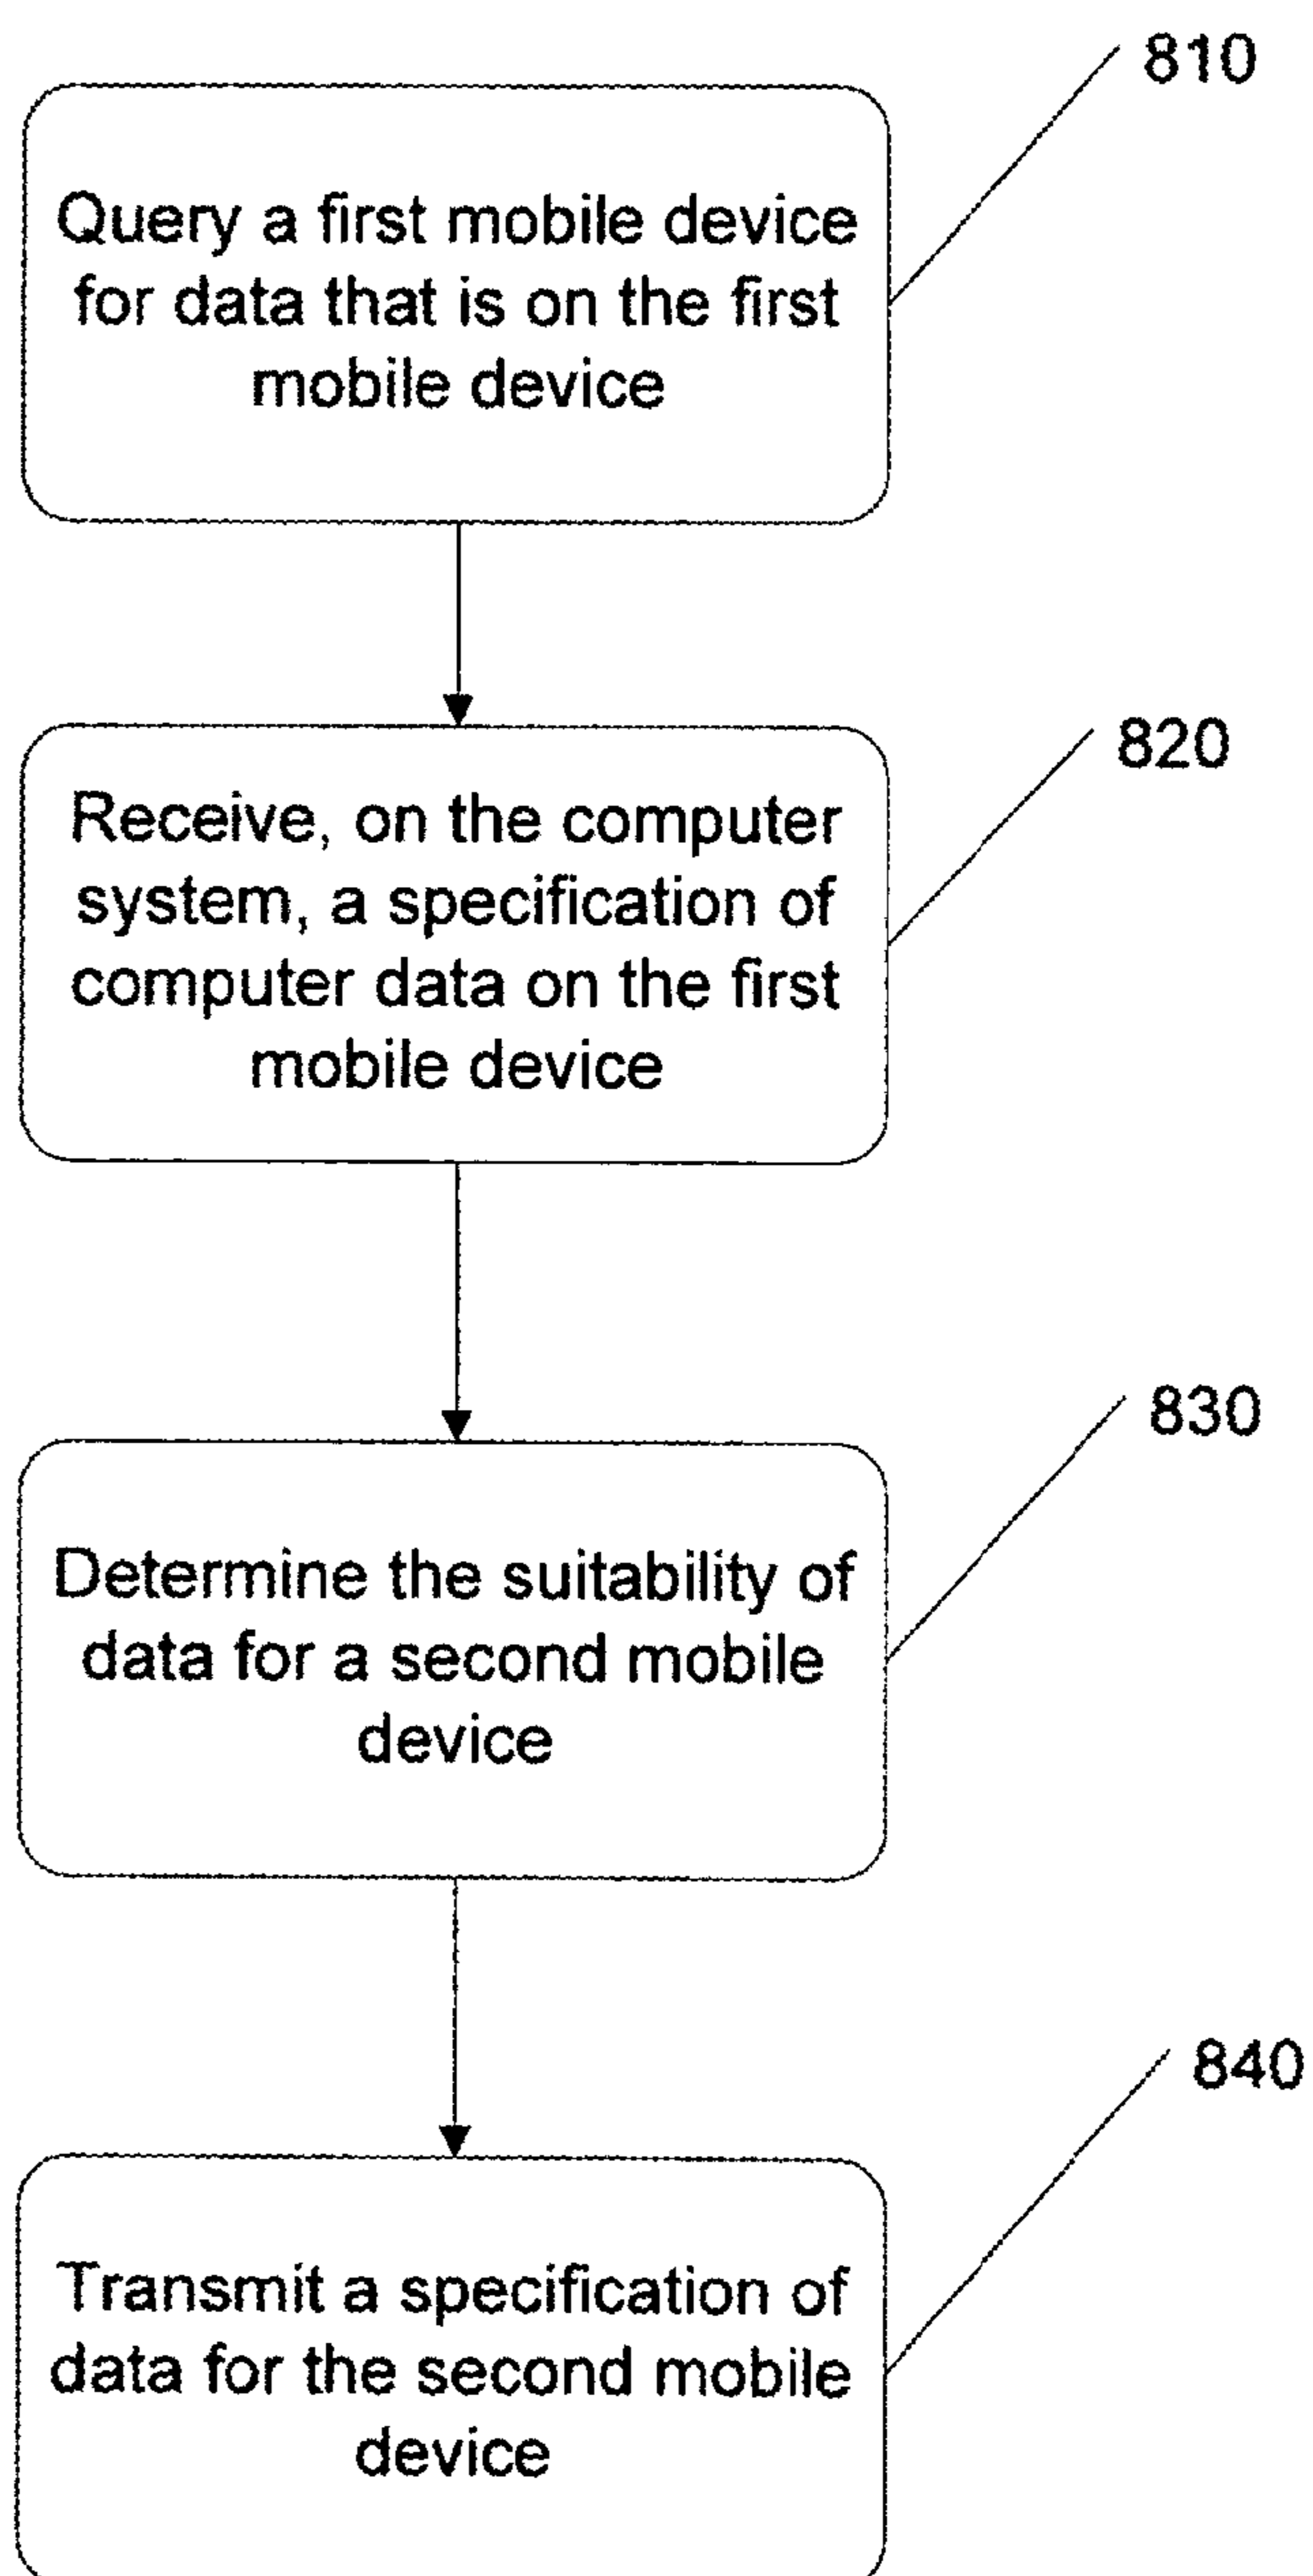 810
Query a first mobile device
for data that is on the first
mobile device
820
Receive, on the computer
system, a specification of
computer data on the first
mobile device
830
Determine the suitability of
data for a second mobile
device
840
Transmit a specification of
data for the second mobile
device